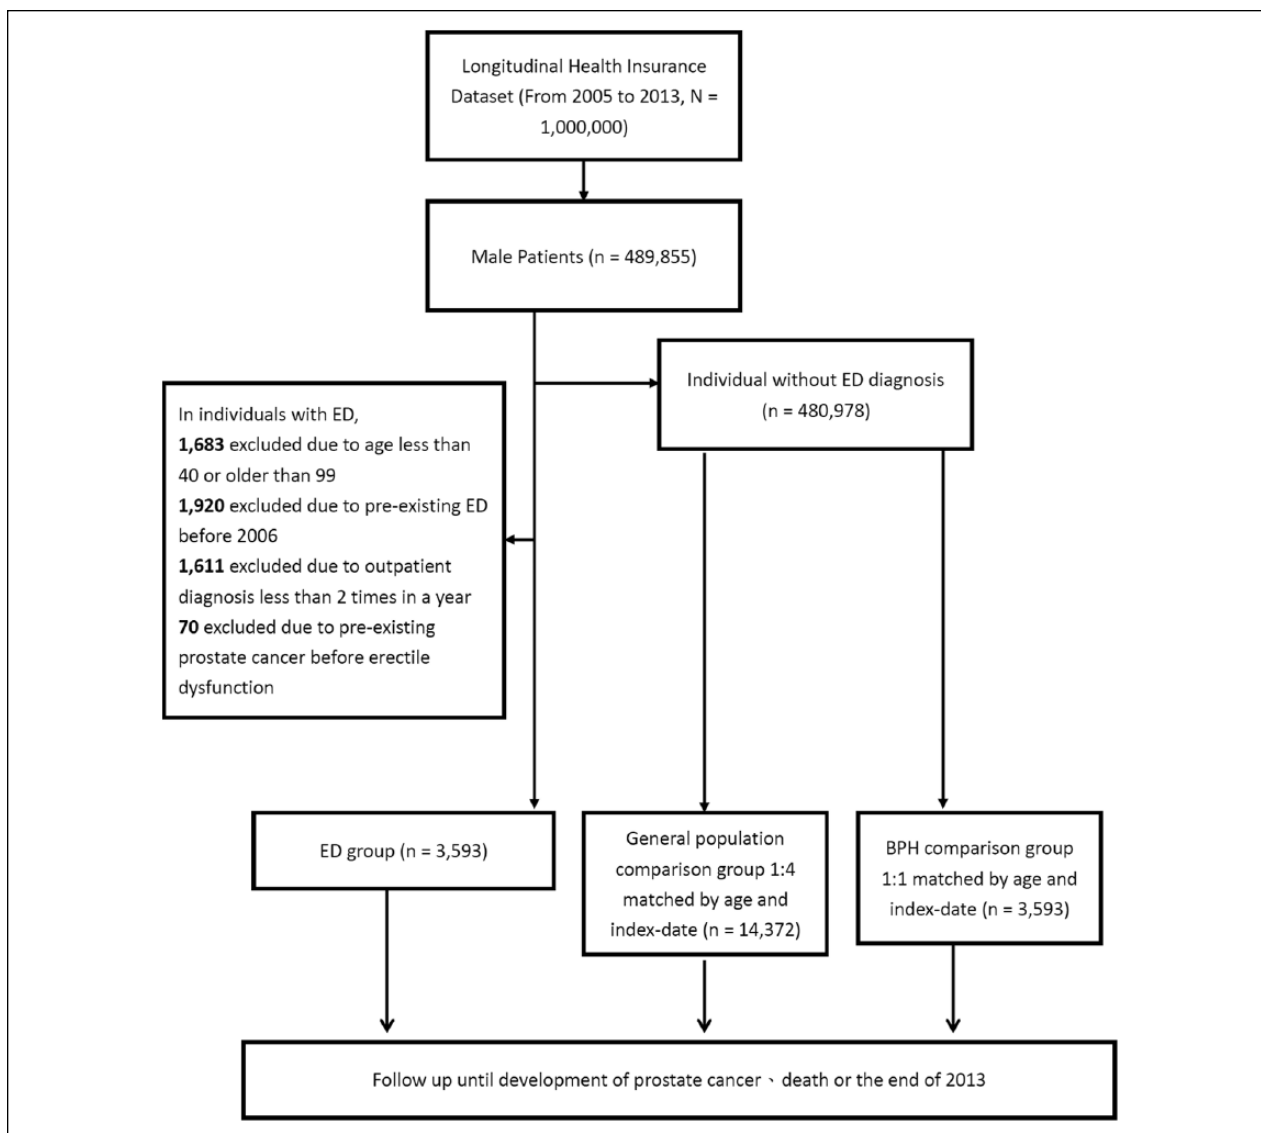 Longitudinal Health Insurance
Dataset (From 2005 to 2013, N =
1,000,000)
Male Patients (n = 489,855)
Individual without ED diagnosis
(n = 480,978)
In individuals with ED,
1,683 excluded due to age less than
40 or older than 99
1,920 excluded due to pre-existing ED
before 2006
1,611 excluded due to outpatient
diagnosis less than 2 times in a year
70 excluded due to pre-existing
prostate cancer before erectile
dysfunction
ED group (n = 3,593)
General population
comparison group 1:4
matched by age and
index-date (n = 14,372)
BPH comparison group
1:1 matched by age and
index-date (n = 3,593)
Follow up until development of prostate cancer、death or the end of 2013